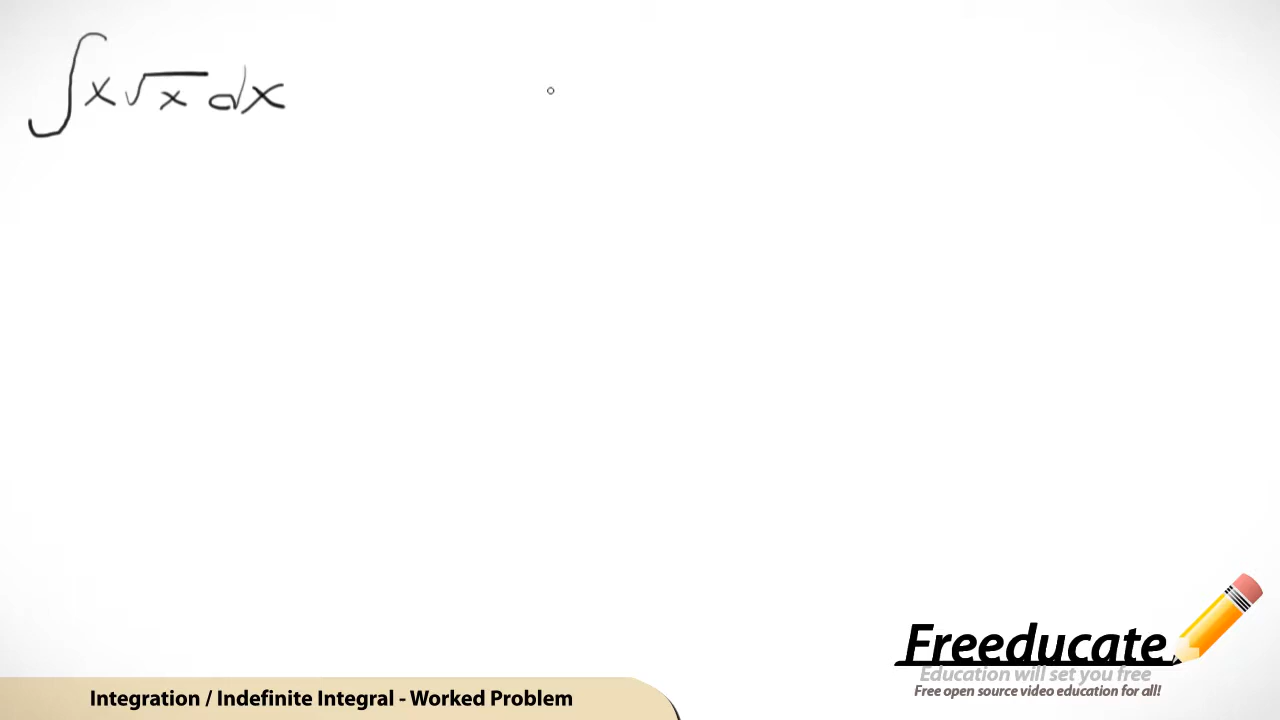 ∫x√x dx
Freeducate
Education will set you free
Free open source video education for all!
Integration / Indefinite Integral - Worked Problem